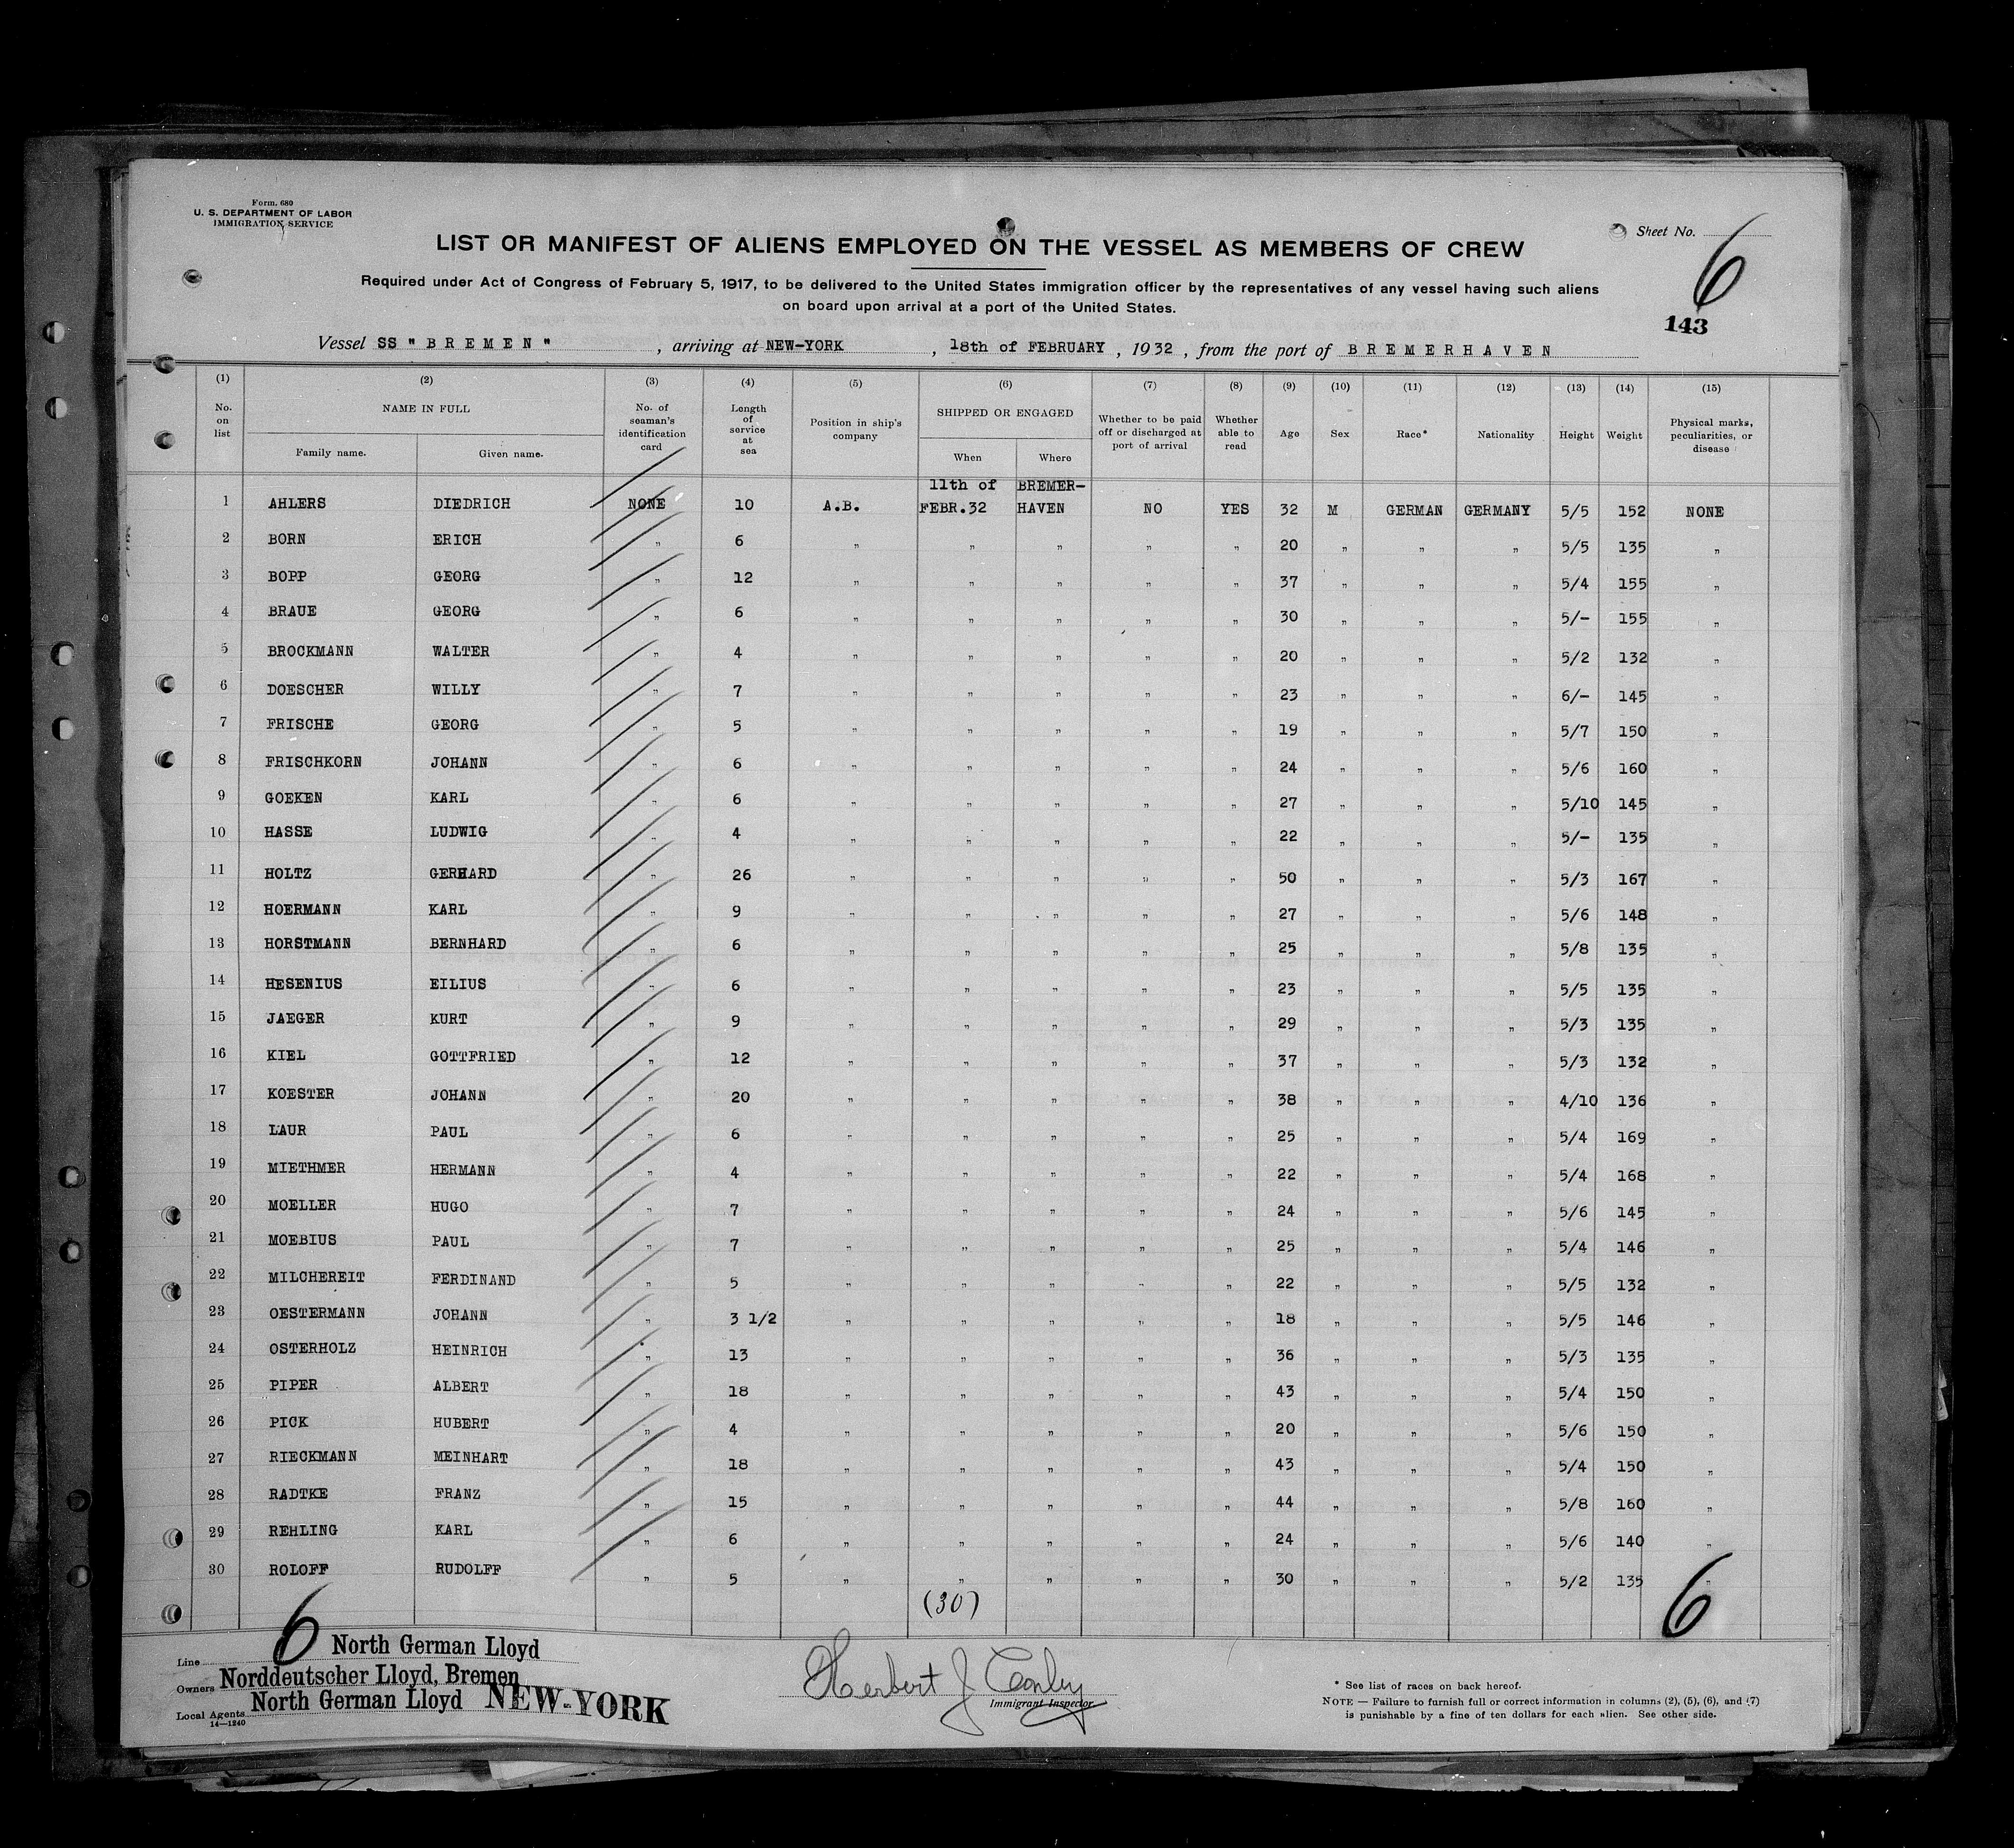 Form. 680
U. S. DEPARTMENT OF LABOR
IMMIGRATION SERVICE
Sheet No. 6
LIST OR MANIFEST OF ALIENS EMPLOYED ON THE VESSEL AS MEMBERS OF CREW
Required under Act of Congress of February 5, 1917, to be delivered to the United States immigration officer by the representatives of any vessel having such aliens
on board upon arrival at a port of the United States.
143
Vessel SS " B R E M E N " , arriving at NEW-YORK , 18th of FEBRUARY , 1932 , from the port of B R E M E R H A V E N
(1) (2) (3) (4) (5) (6) (7) (8) (9) (10) (11) (12) (13) (14) (15)
No. on list NAME IN FULL Family name. Given name. No. of seaman's identification card Length of service at sea Position in ship's company SHIPPED OR ENGAGED When Where Whether to be paid off or discharged at port of arrival Whether able to read Age Sex Race* Nationality Height Weight Physical marks, peculiarities, or disease
11th of BREMER-
1 AHLERS DIEDRICH NONE 10 A.B. FEBR.32 HAVEN NO YES 32 M GERMAN GERMANY 5/5 152 NONE
2 BORN ERICH " 6 " " " " " 20 " " " 5/5 135 "
3 BOPP GEORG " 12 " " " " " 37 " " " 5/4 155 "
4 BRAUE GEORG " 6 " " " " " 30 " " " 5/- 155 "
5 BROCKMANN WALTER " 4 " " " " " 20 " " " 5/2 132 "
6 DOESCHER WILLY " 7 " " " " " 23 " " " 6/- 145 "
7 FRISCHE GEORG " 5 " " " " " 19 " " " 5/7 150 "
8 FRISCHKORN JOHANN " 6 " " " " " 24 " " " 5/6 160 "
9 GOEKEN KARL " 6 " " " " " 27 " " " 5/10 145 "
10 HASSE LUDWIG " 4 " " " " " 22 " " " 5/- 135 "
11 HOLTZ GERHARD " 26 " " " " " 50 " " " 5/3 167 "
12 HOERMANN KARL " 9 " " " " " 27 " " " 5/6 148 "
13 HORSTMANN BERNHARD " 6 " " " " " 25 " " " 5/8 135 "
14 HESENIUS EILIUS " 6 " " " " " 23 " " " 5/5 135 "
15 JAEGER KURT " 9 " " " " " 29 " " " 5/3 135 "
16 KIEL GOTTFRIED " 12 " " " " " 37 " " " 5/3 132 "
17 KOESTER JOHANN " 20 " " " " " 38 " " " 4/10 136 "
18 LAUR PAUL " 6 " " " " " 25 " " " 5/4 169 "
19 MIETHMER HERMANN " 4 " " " " " 22 " " " 5/4 168 "
20 MOELLER HUGO " 7 " " " " " 24 " " " 5/6 145 "
21 MOEBIUS PAUL " 7 " " " " " 25 " " " 5/4 146 "
22 MILCHEREIT FERDINAND " 5 " " " " " 22 " " " 5/5 132 "
23 OESTERMANN JOHANN " 3 1/2 " " " " " 18 " " " 5/5 146 "
24 OSTERHOLZ HEINRICH " 13 " " " " " 36 " " " 5/3 135 "
25 PIPER ALBERT " 18 " " " " " 43 " " " 5/4 150 "
26 PICK HUBERT " 4 " " " " " 20 " " " 5/6 150 "
27 RIECKMANN MEINHART " 18 " " " " " 43 " " " 5/4 150 "
28 RADTKE FRANZ " 15 " " " " " 44 " " " 5/8 160 "
29 REHLING KARL " 6 " " " " " 24 " " " 5/6 140 "
30 ROLOFF RUDOLFF " 5 " " " " " 30 " " " 5/2 135 "
(30)
6
6
Line North German Lloyd
Owners Norddeutscher Lloyd, Bremen
Local Agents North German Lloyd NEW-YORK
14—1240
Herbert J Conley
Immigrant Inspector.
* See list of races on back hereof.
NOTE — Failure to furnish full or correct information in columns (2), (5), (6), and (7)
is punishable by a fine of ten dollars for each alien. See other side.